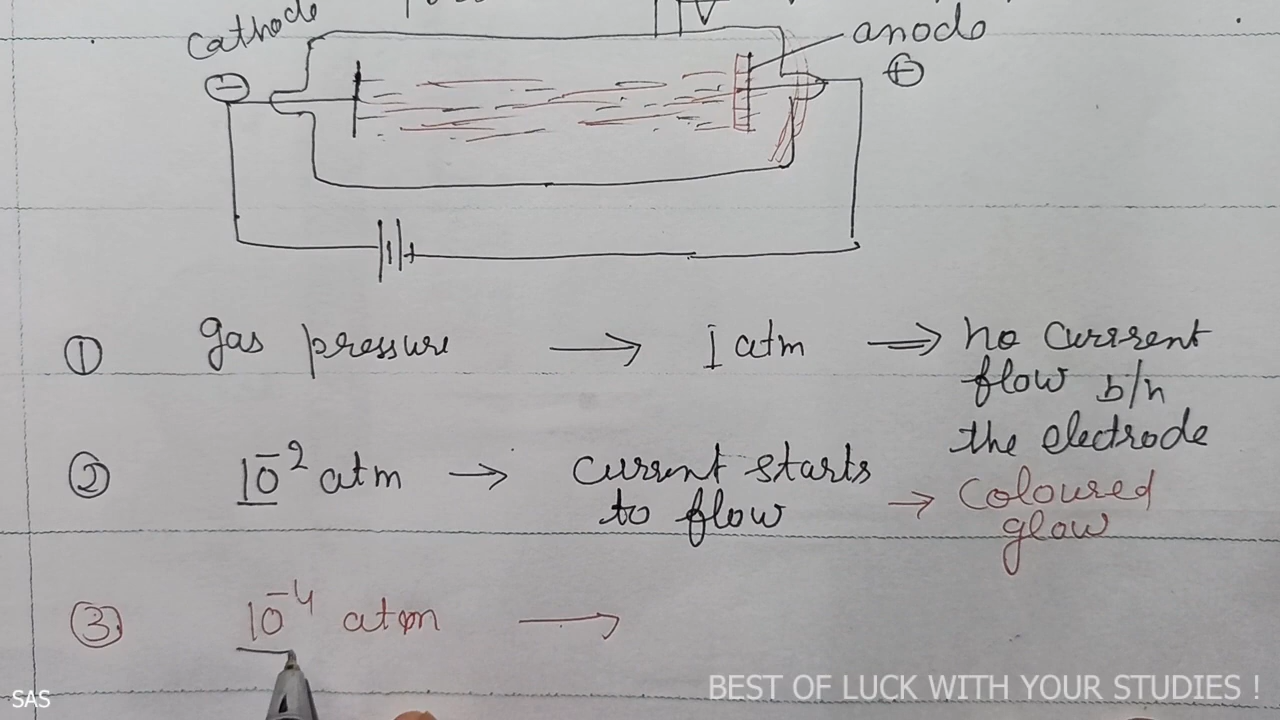 cathode
V
anode
−
+
① gas pressure → 1 atm ⇒ no current
flow b/n
the electrode
② 10⁻² atm → current starts
to flow → coloured
glow
③ 10⁻⁴ atm →
SAS
BEST OF LUCK WITH YOUR STUDIES !